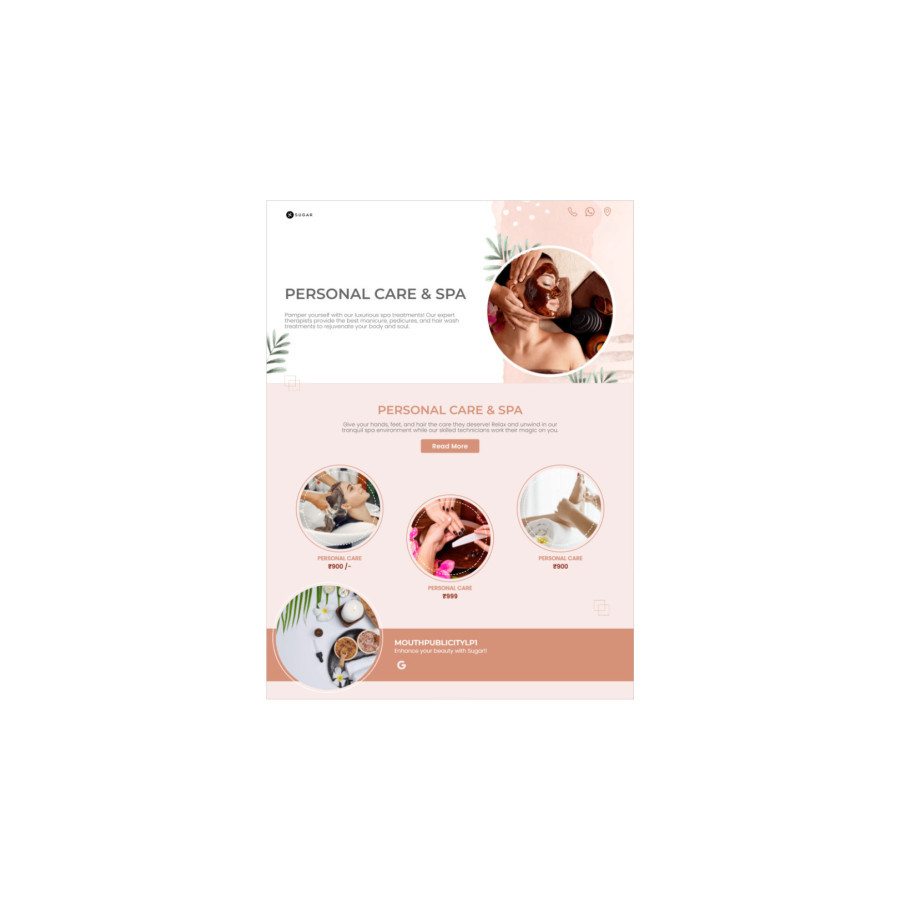 SUGAR
PERSONAL CARE & SPA
Pamper yourself with our luxurious spa treatments! Our expert
therapists provide the best manicure, pedicures, and hair wash
treatments to rejuvenate your body and soul.
PERSONAL CARE & SPA
Give your hands, feet, and hair the care they deserve! Relax and unwind in our
tranquil spa environment while our skilled technicians work their magic on you.
Read More
PERSONAL CARE
₹900 /-
PERSONAL CARE
₹999
PERSONAL CARE
₹900
MOUTHPUBLICITYLP1
Enhance your beauty with Sugar!!
G